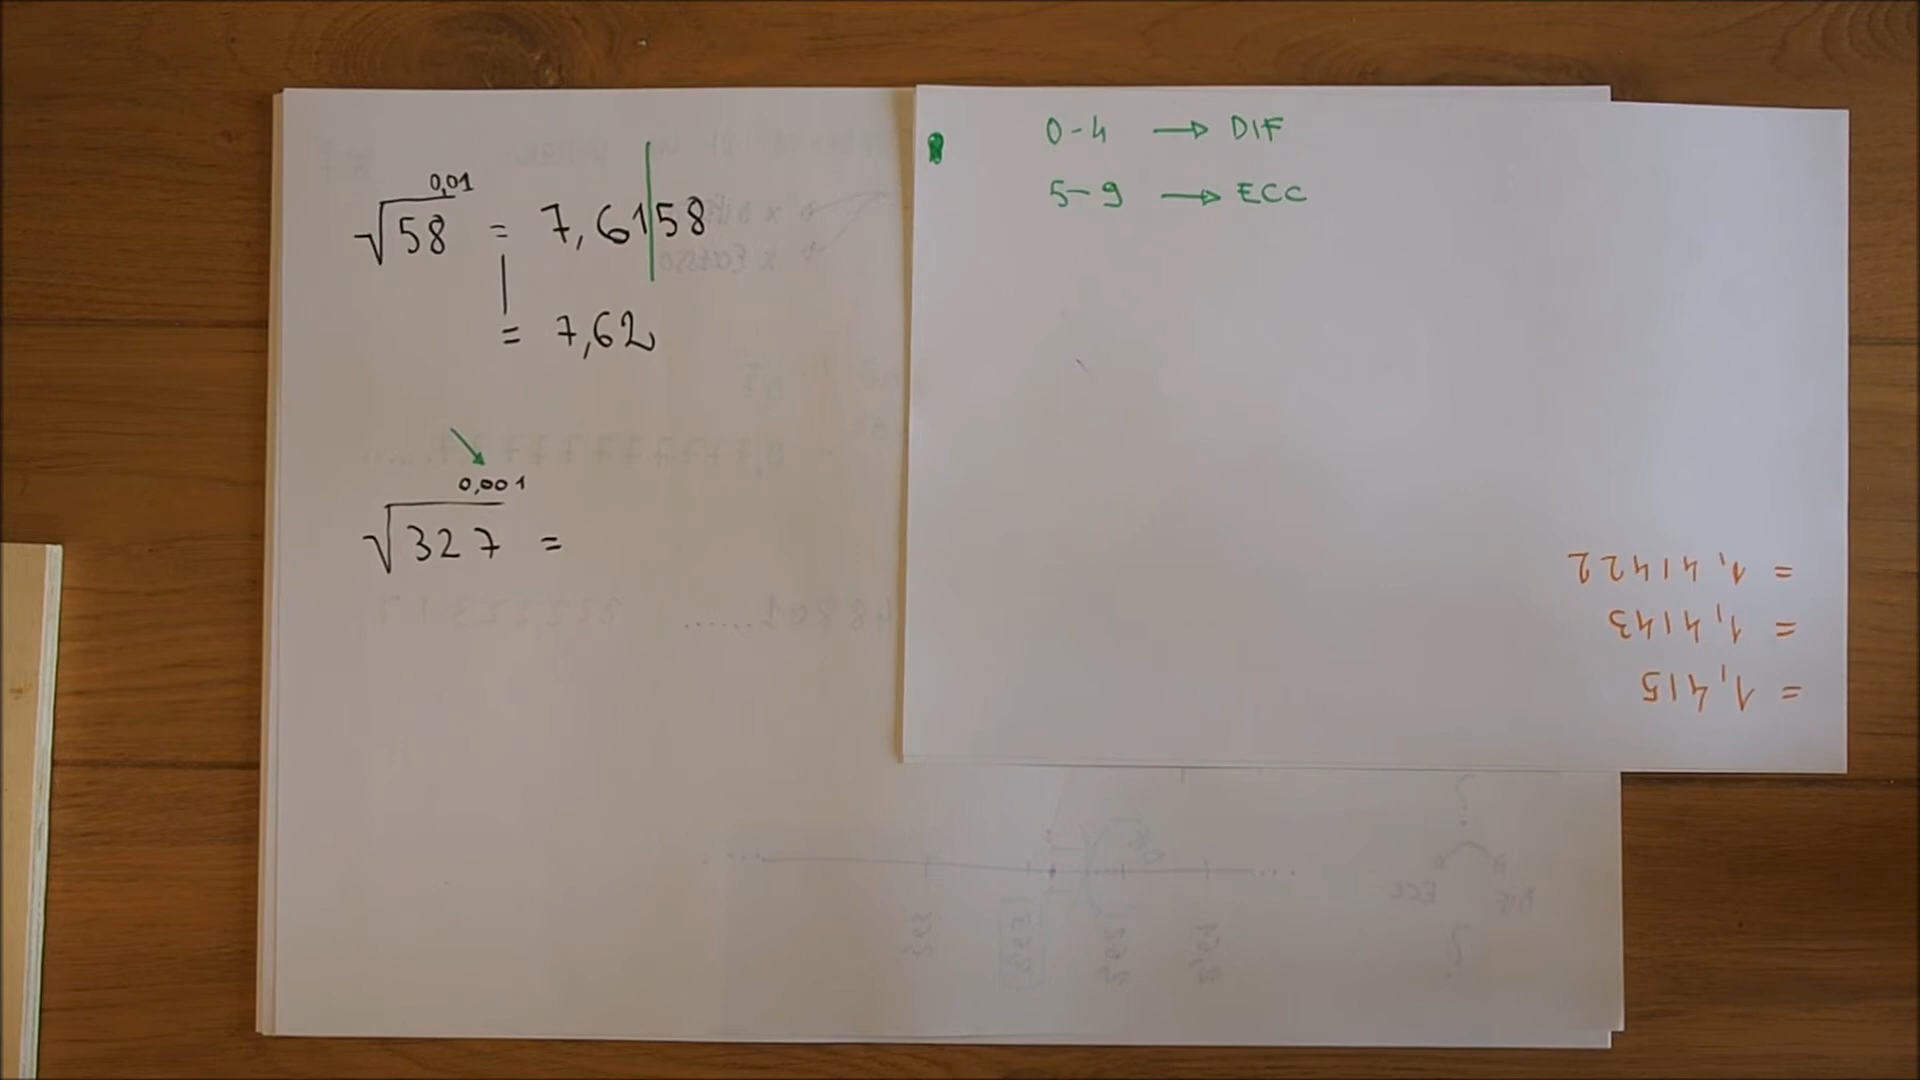 0,01
√58 = 7,61|58
= 7,62
0,001
√327 =
0-4 → DIF
5-9 → ECC
= 1,41422
= 1,4143
= 1,415